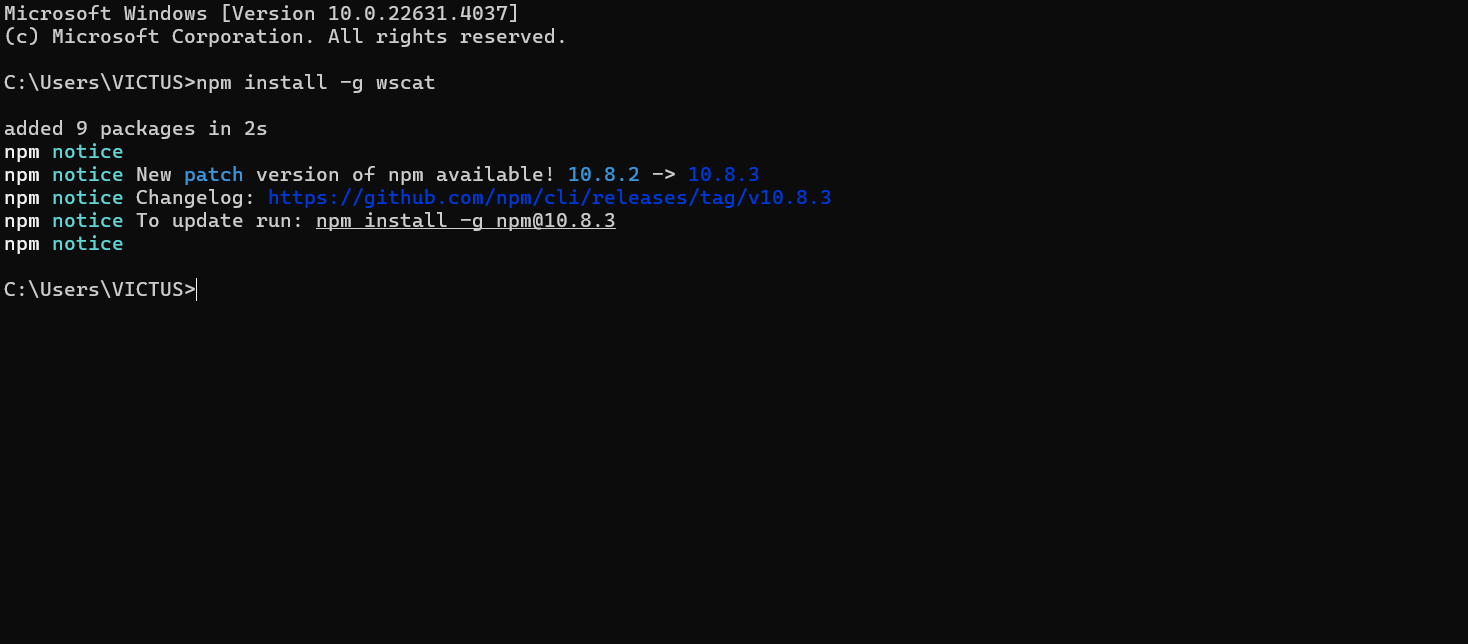 Microsoft Windows [Version 10.0.22631.4037]
(c) Microsoft Corporation. All rights reserved.
C:\Users\VICTUS>npm install -g wscat
added 9 packages in 2s
npm notice
npm notice New patch version of npm available! 10.8.2 -> 10.8.3
npm notice Changelog: https://github.com/npm/cli/releases/tag/v10.8.3
npm notice To update run: npm install -g npm@10.8.3
npm notice
C:\Users\VICTUS>